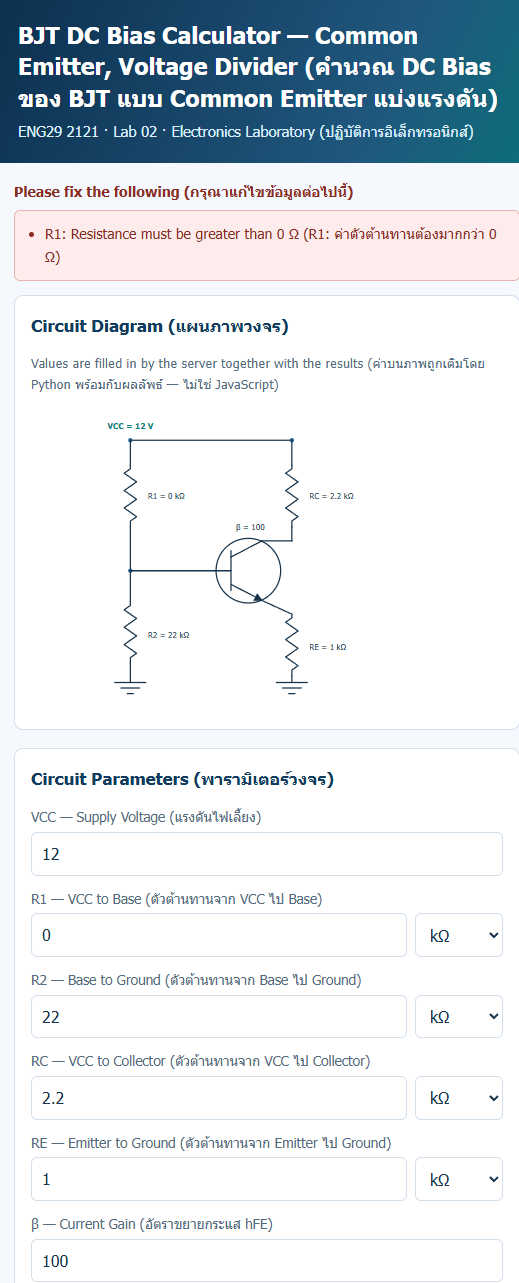 BJT DC Bias Calculator — Common
Emitter, Voltage Divider (คำนวณ DC Bias
ของ BJT แบบ Common Emitter แบ่งแรงดัน)
ENG29 2121 · Lab 02 · Electronics Laboratory (ปฏิบัติการอิเล็กทรอนิกส์)
Please fix the following (กรุณาแก้ไขข้อมูลต่อไปนี้)
• R1: Resistance must be greater than 0 Ω (R1: ค่าตัวต้านทานต้องมากกว่า 0
Ω)
Circuit Diagram (แผนภาพวงจร)
Values are filled in by the server together with the results (ค่าบนภาพถูกเติมโดย
Python พร้อมกับผลลัพธ์ — ไม่ใช่ JavaScript)
VCC = 12 V
R1 = 0 kΩ
RC = 2.2 kΩ
β = 100
R2 = 22 kΩ
RE = 1 kΩ
Circuit Parameters (พารามิเตอร์วงจร)
VCC — Supply Voltage (แรงดันไฟเลี้ยง)
12
R1 — VCC to Base (ตัวต้านทานจาก VCC ไป Base)
0 kΩ
R2 — Base to Ground (ตัวต้านทานจาก Base ไป Ground)
22 kΩ
RC — VCC to Collector (ตัวต้านทานจาก VCC ไป Collector)
2.2 kΩ
RE — Emitter to Ground (ตัวต้านทานจาก Emitter ไป Ground)
1 kΩ
β — Current Gain (อัตราขยายกระแส hFE)
100